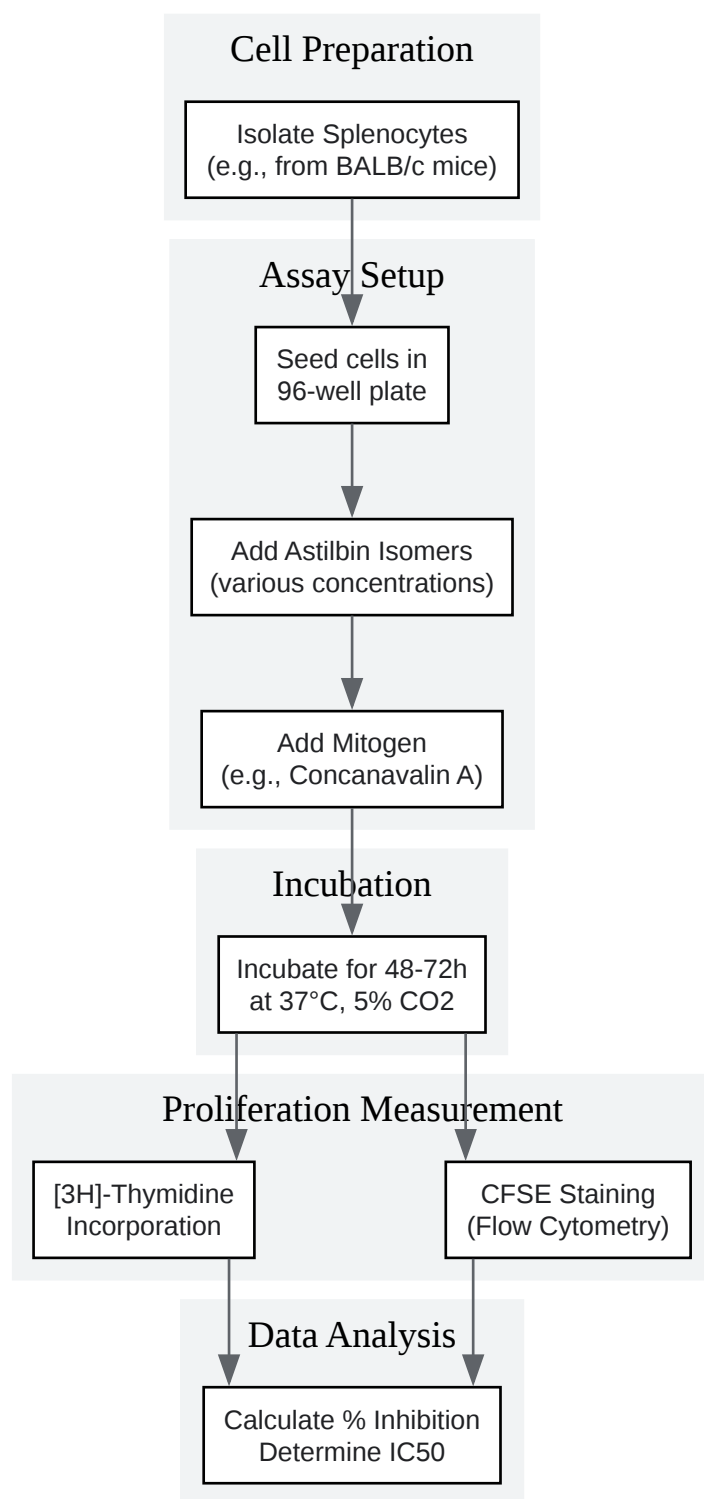 Cell Preparation
Isolate Splenocytes
(e.g., from BALB/c mice)
Assay Setup
Seed cells in
96-well plate
Add Astilbin Isomers
(various concentrations)
Add Mitogen
(e.g., Concanavalin A)
Incubation
Incubate for 48-72h
at 37°C, 5% CO2
Proliferation Measurement
[3H]-Thymidine
Incorporation
CFSE Staining
(Flow Cytometry)
Data Analysis
Calculate % Inhibition
Determine IC50